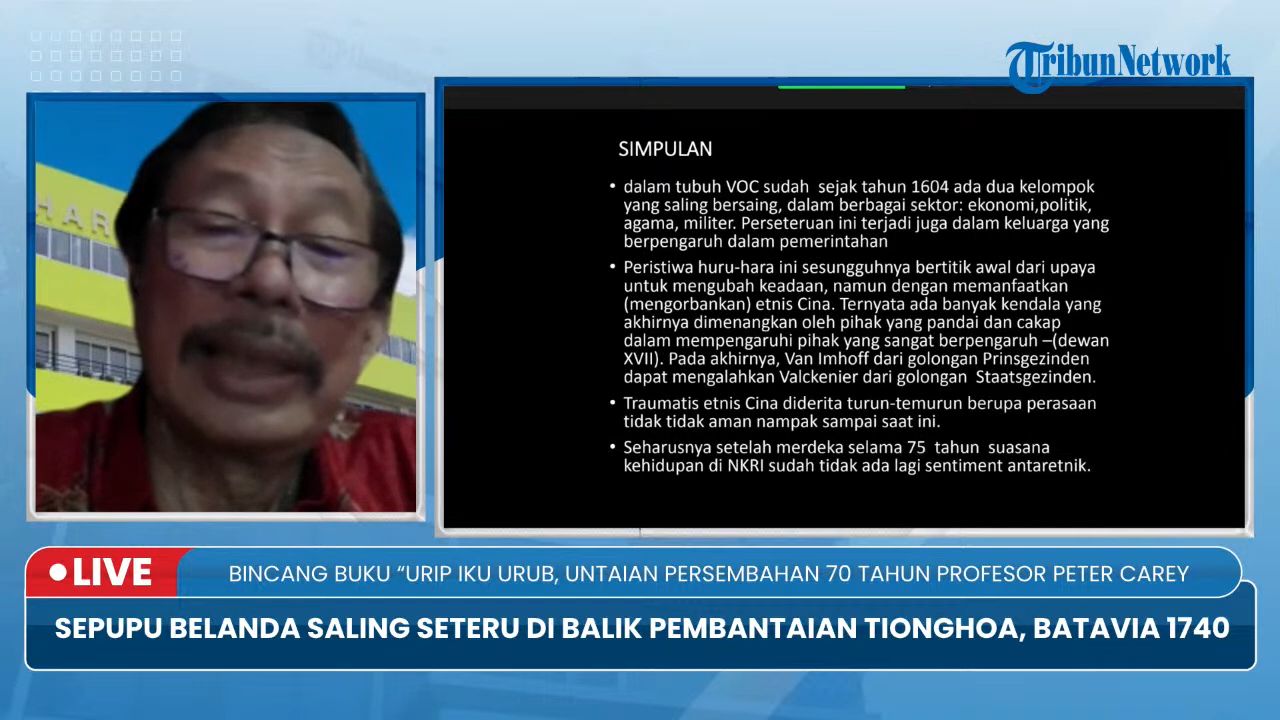 TribunNetwork
HAR
SIMPULAN
• dalam tubuh VOC sudah sejak tahun 1604 ada dua kelompok
yang saling bersaing, dalam berbagai sektor: ekonomi,politik,
agama, militer. Perseteruan ini terjadi juga dalam keluarga yang
berpengaruh dalam pemerintahan
• Peristiwa huru-hara ini sesungguhnya bertitik awal dari upaya
untuk mengubah keadaan, namun dengan memanfaatkan
(mengorbankan) etnis Cina. Ternyata ada banyak kendala yang
akhirnya dimenangkan oleh pihak yang pandai dan cakap
dalam mempengaruhi pihak yang sangat berpengaruh –(dewan
XVII). Pada akhirnya, Van Imhoff dari golongan Prinsgezinden
dapat mengalahkan Valckenier dari golongan Staatsgezinden.
• Traumatis etnis Cina diderita turun-temurun berupa perasaan
tidak tidak aman nampak sampai saat ini.
• Seharusnya setelah merdeka selama 75 tahun suasana
kehidupan di NKRI sudah tidak ada lagi sentiment antaretnik.
LIVE
BINCANG BUKU “URIP IKU URUB, UNTAIAN PERSEMBAHAN 70 TAHUN PROFESOR PETER CAREY
SEPUPU BELANDA SALING SETERU DI BALIK PEMBANTAIAN TIONGHOA, BATAVIA 1740